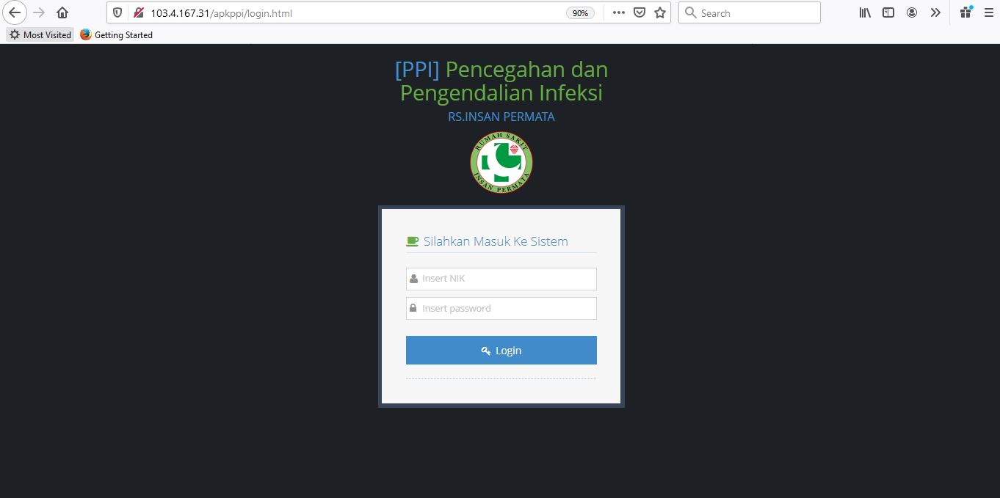 103.4.167.31/apkppi/login.html
90%
Search
Most Visited
Getting Started
[PPI] Pencegahan dan
Pengendalian Infeksi
RS.INSAN PERMATA
RUMAH SAKIT
INSAN PERMATA
Silahkan Masuk Ke Sistem
Insert NIK
Insert password
Login